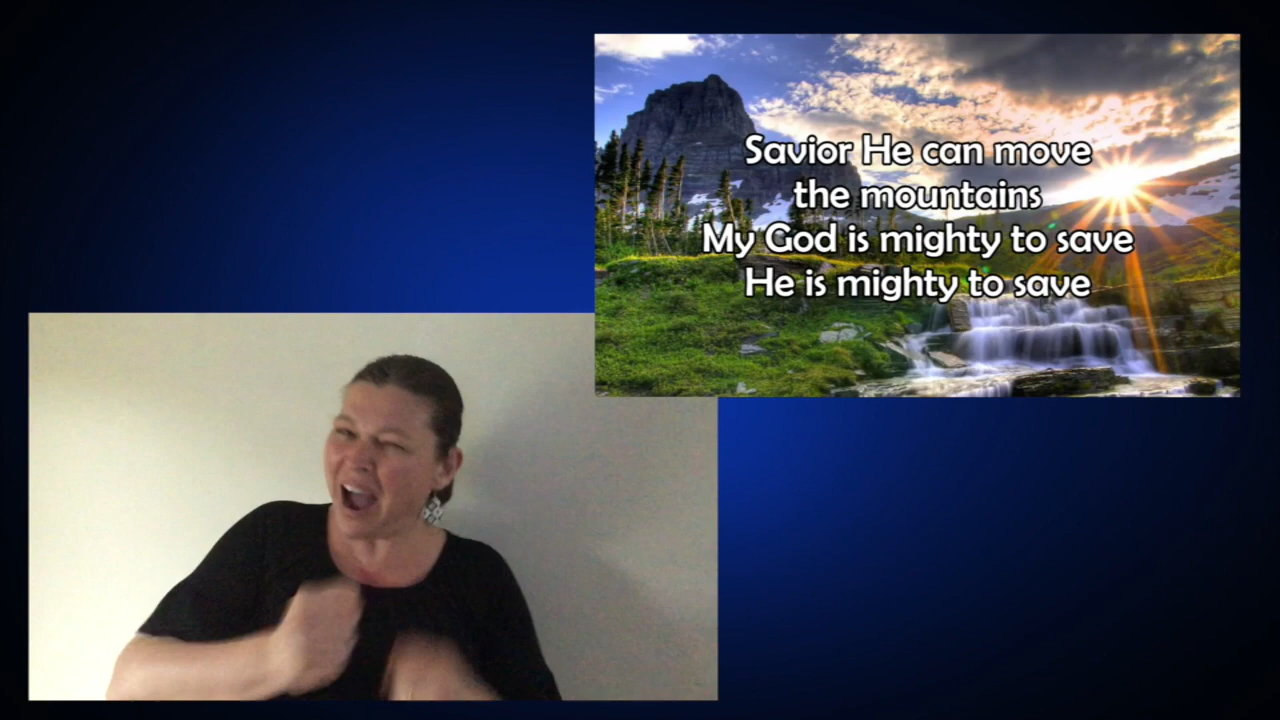 Savior He can move
the mountains
My God is mighty to save
He is mighty to save